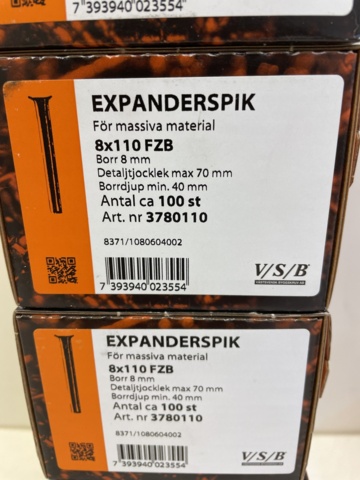 7 393940 023554
EXPANDERSPIK
För massiva material
8x110 FZB
Borr 8 mm
Detaljtjocklek max 70 mm
Borrdjup min. 40 mm
Antal ca 100 st
Art. nr 3780110
8371/1080604002
7 393940 023554
V/S/B
EXPANDERSPIK
För massiva material
8x110 FZB
Borr 8 mm
Detaljtjocklek max 70 mm
Borrdjup min. 40 mm
Antal ca 100 st
Art. nr 3780110
8371/1080604002
7 393940 023554
V/S/B